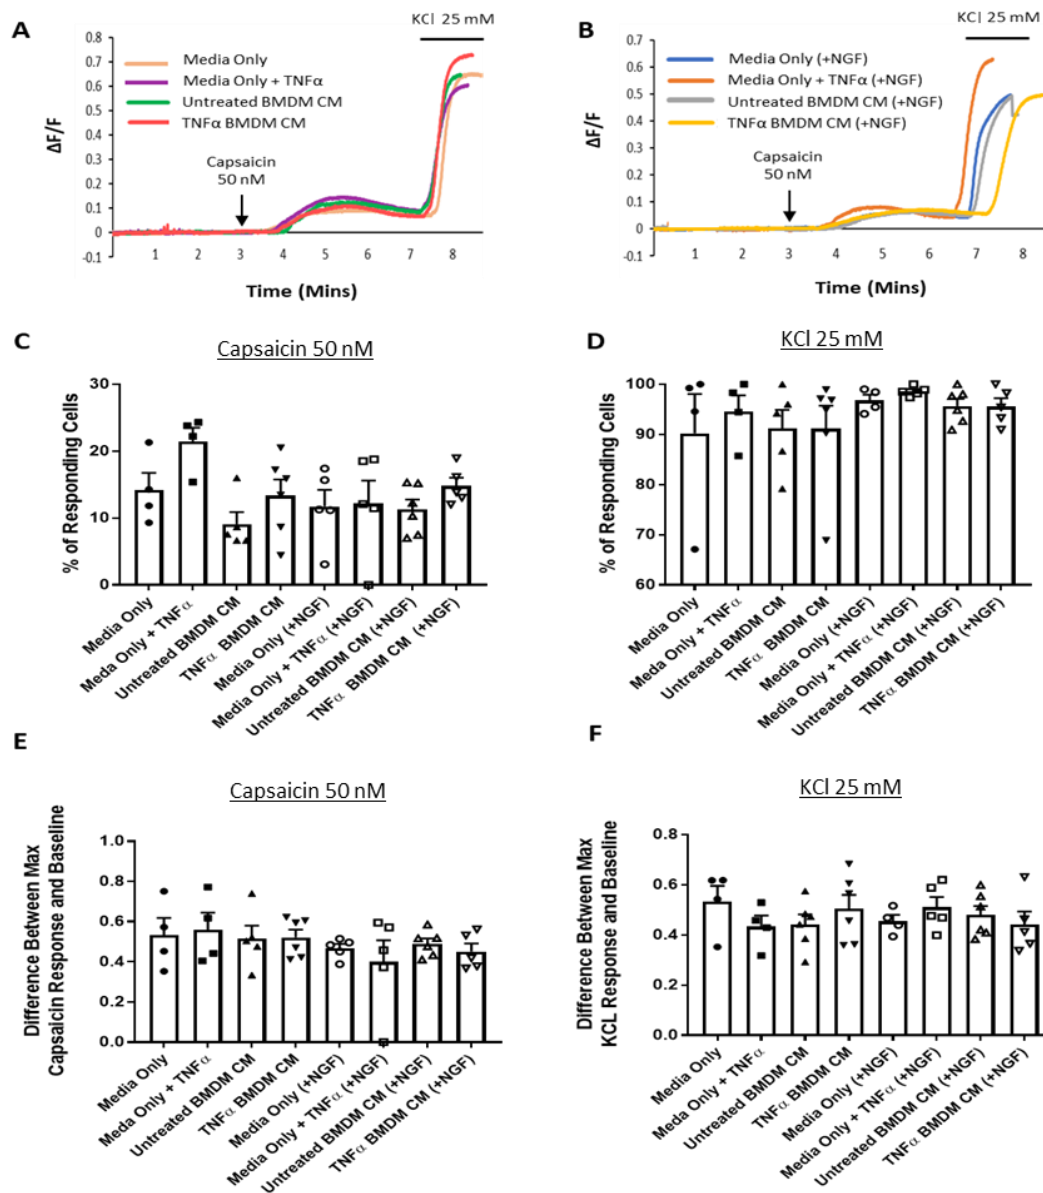 A
KCl 25 mM
0.8
0.7
0.6
0.5
0.4
0.3
0.2
0.1
0
-0.1
ΔF/F
Media Only
Media Only + TNFα
Untreated BMDM CM
TNFα BMDM CM
Capsaicin
50 nM
1 2 3 4 5 6 7 8
Time (Mins)
B
KCl 25 mM
0.7
0.6
0.5
0.4
0.3
0.2
0.1
0
-0.1
ΔF/F
Media Only (+NGF)
Media Only + TNFα (+NGF)
Untreated BMDM CM (+NGF)
TNFα BMDM CM (+NGF)
Capsaicin
50 nM
1 2 3 4 5 6 7 8
Time (Mins)
C
Capsaicin 50 nM
% of Responding Cells
30
20
10
0
Media Only
Meda Only + TNFα
Untreated BMDM CM
TNFα BMDM CM
Media Only (+NGF)
Media Only + TNFα (+NGF)
Untreated BMDM CM (+NGF)
TNFα BMDM CM (+NGF)
D
KCl 25 mM
% of Responding Cells
100
90
80
70
60
Media Only
Meda Only + TNFα
Untreated BMDM CM
TNFα BMDM CM
Media Only (+NGF)
Media Only + TNFα (+NGF)
Untreated BMDM CM (+NGF)
TNFα BMDM CM (+NGF)
E
Capsaicin 50 nM
Difference Between Max
Capsaicin Response and Baseline
1.0
0.8
0.6
0.4
0.2
0.0
Media Only
Meda Only + TNFα
Untreated BMDM CM
TNFα BMDM CM
Media Only (+NGF)
Media Only + TNFα (+NGF)
Untreated BMDM CM (+NGF)
TNFα BMDM CM (+NGF)
F
KCl 25 mM
Difference Between Max
KCL Response and Baseline
0.8
0.6
0.4
0.2
0.0
Media Only
Meda Only + TNFα
Untreated BMDM CM
TNFα BMDM CM
Media Only (+NGF)
Media Only + TNFα (+NGF)
Untreated BMDM CM (+NGF)
TNFα BMDM CM (+NGF)